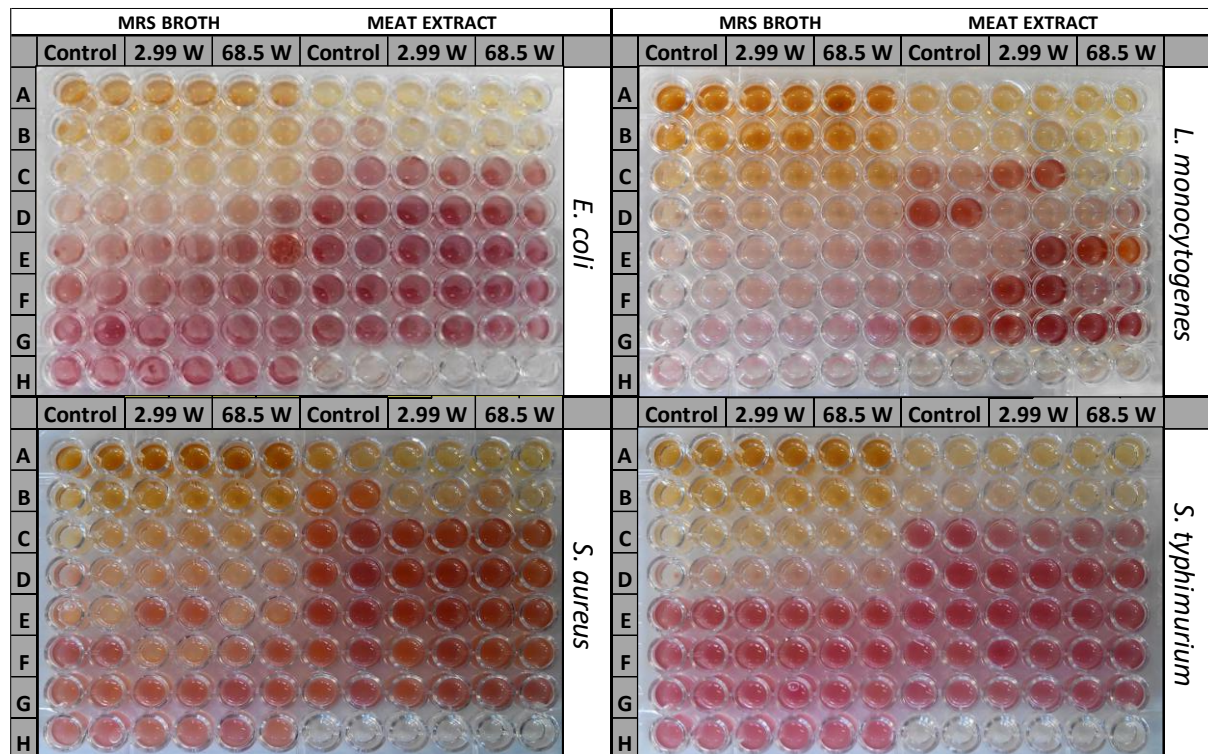 MRS BROTH MEAT EXTRACT MRS BROTH MEAT EXTRACT
Control 2.99 W 68.5 W Control 2.99 W 68.5 W Control 2.99 W 68.5 W Control 2.99 W 68.5 W
A
B
C
D
E
F
G
H
E. coli
A
B
C
D
E
F
G
H
L. monocytogenes
Control 2.99 W 68.5 W Control 2.99 W 68.5 W Control 2.99 W 68.5 W Control 2.99 W 68.5 W
A
B
C
D
E
F
G
H
S. aureus
A
B
C
D
E
F
G
H
S. typhimurium